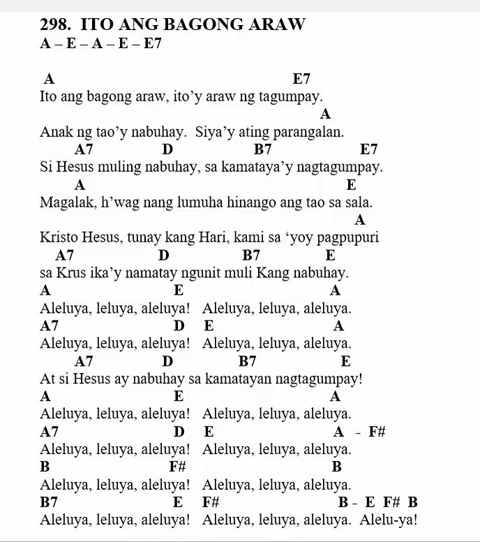 298. ITO ANG BAGONG ARAW
A – E – A – E – E7
A E7
Ito ang bagong araw, ito’y araw ng tagumpay.
A
Anak ng tao’y nabuhay. Siya’y ating parangalan.
A7 D B7 E7
Si Hesus muling nabuhay, sa kamataya’y nagtagumpay.
A E
Magalak, h’wag nang lumuha hinango ang tao sa sala.
A
Kristo Hesus, tunay kang Hari, kami sa ‘yoy pagpupuri
A7 D B7 E
sa Krus ika’y namatay ngunit muli Kang nabuhay.
A E A
Aleluya, leluya, aleluya! Aleluya, leluya, aleluya.
A7 D E A
Aleluya, leluya, aleluya! Aleluya, leluya, aleluya.
A7 D B7 E
At si Hesus ay nabuhay sa kamatayan nagtagumpay!
A E A
Aleluya, leluya, aleluya! Aleluya, leluya, aleluya.
A7 D E A - F#
Aleluya, leluya, aleluya! Aleluya, leluya, aleluya.
B F# B
Aleluya, leluya, aleluya! Aleluya, leluya, aleluya.
B7 E F# B - E F# B
Aleluya, leluya, aleluya! Aleluya, leluya, aleluya. Alelu-ya!